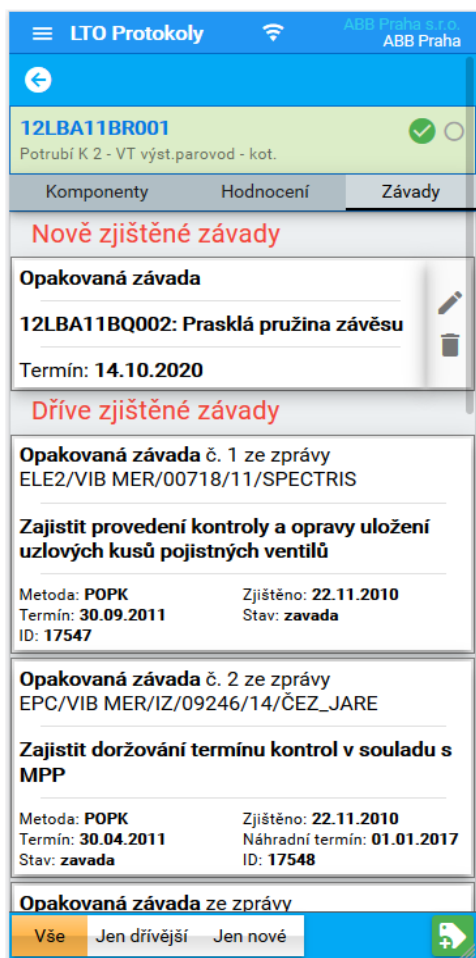 LTO Protokoly
ABB Praha s.r.o.
ABB Praha
12LBA11BR001
Potrubí K 2 - VT výst.parovod - kot.
Komponenty Hodnocení Závady
Nově zjištěné závady
Opakovaná závada
12LBA11BQ002: Prasklá pružina závěsu
Termín: 14.10.2020
Dříve zjištěné závady
Opakovaná závada č. 1 ze zprávy
ELE2/VIB MER/00718/11/SPECTRIS
Zajistit provedení kontroly a opravy uložení
uzlových kusů pojistných ventilů
Metoda: POPK Zjištěno: 22.11.2010
Termín: 30.09.2011 Stav: zavada
ID: 17547
Opakovaná závada č. 2 ze zprávy
EPC/VIB MER/IZ/09246/14/ČEZ_JARE
Zajistit doržování termínu kontrol v souladu s
MPP
Metoda: POPK Zjištěno: 22.11.2010
Termín: 30.04.2011 Náhradní termín: 01.01.2017
Stav: zavada ID: 17548
Opakovaná závada ze zprávy
Vše Jen dřívější Jen nové